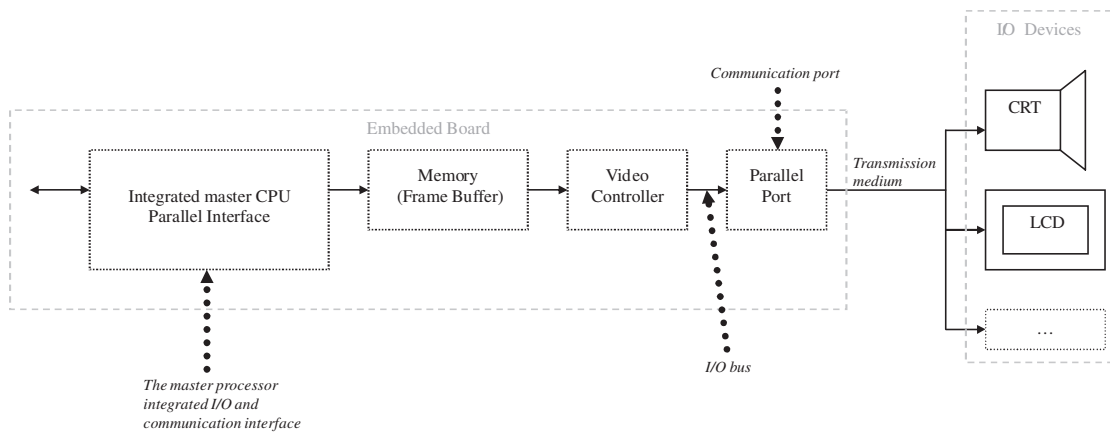 I/O Devices
Communication port
CRT
Embedded Board
Transmission
medium
Integrated master CPU
Parallel Interface
Memory
(Frame Buffer)
Video
Controller
Parallel
Port
LCD
...
I/O bus
The master processor
integrated I/O and
communication interface